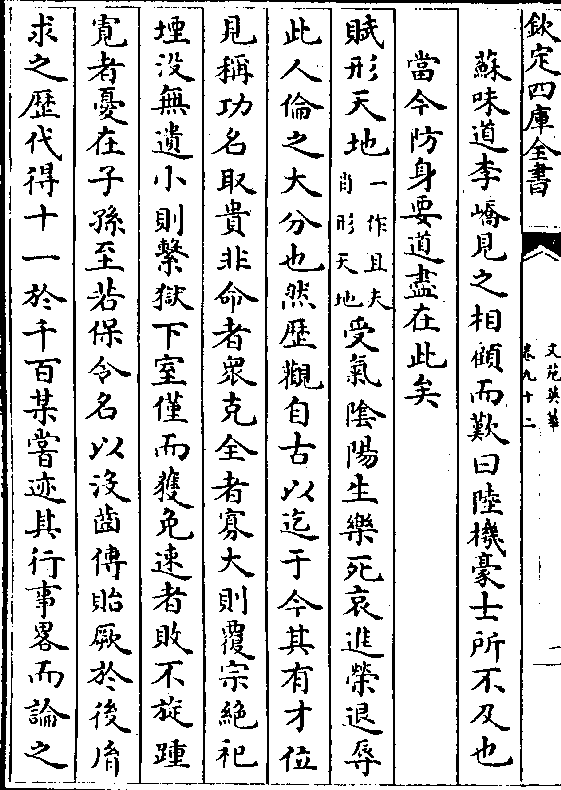 欽定四庫全書
文苑英華
卷九十二
二
蘇味道李嶠見之相顧而歎曰陸機豪士所不及也
當今防身要道盡在此矣
賦形天地一作且夫肖形天地受氣陰陽生樂死哀進榮退辱
此人倫之大分也然歷觀自古以迄于今其有才位
見稱功名取貴非命者衆克全者寡大則覆宗絶祀
堙没無遺小則繫獄下室僅而獲免速者敗不旋踵
寛者憂在子孫至若保令名以没齒傳貽厥於後㣧
求之歴代得十一於千百某嘗迹其行事畧而論之